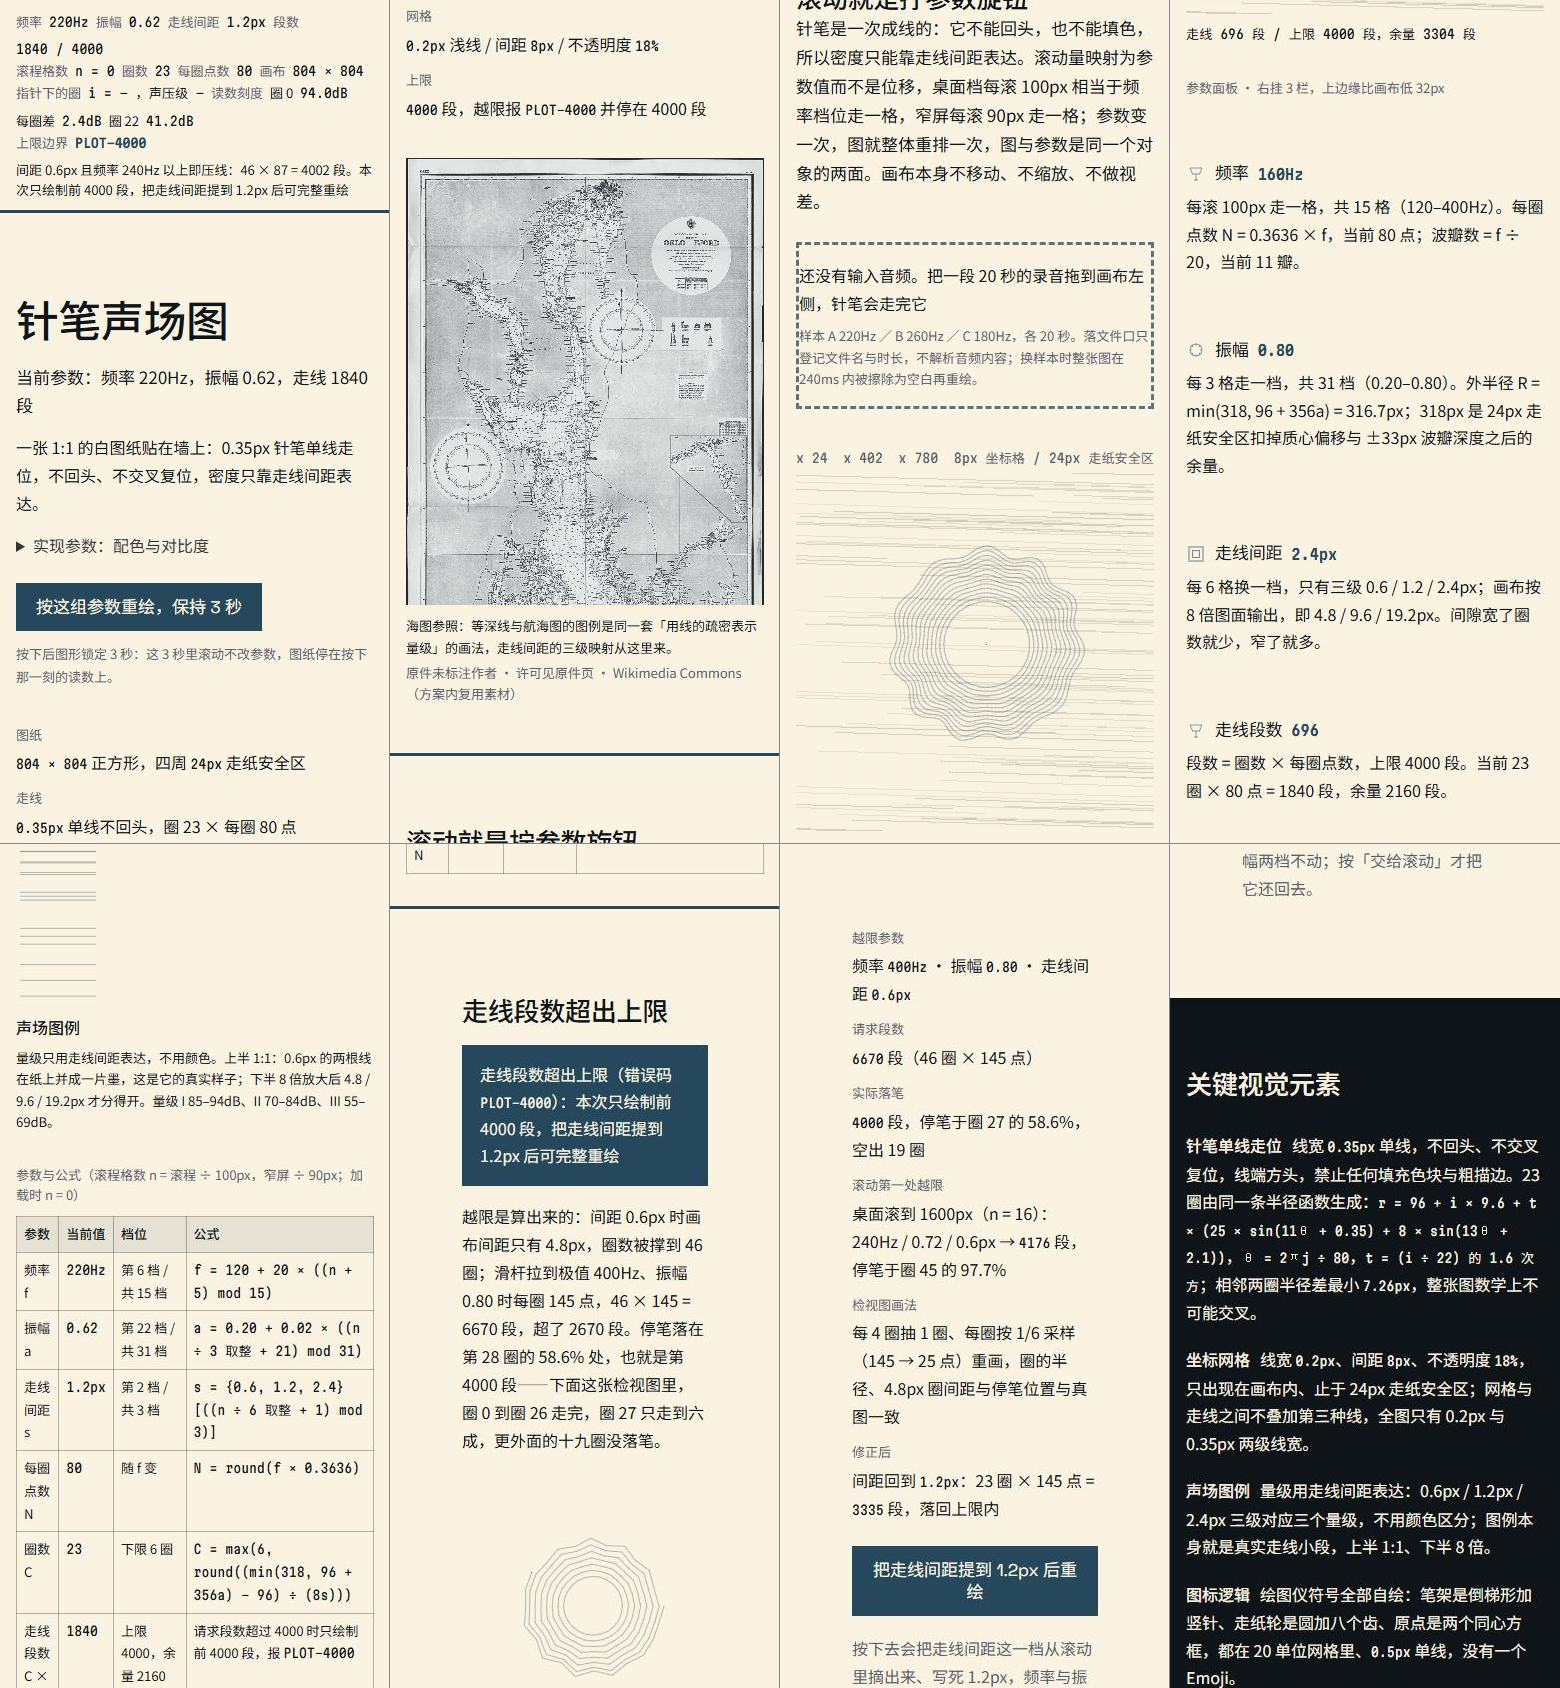 频率 220Hz 振幅 0.62 走线间距 1.2px 段数
1840 / 4000
滚程格数 n = 0 圈数 23 每圈点数 80 画布 804 × 804
指针下的圈 i = − ，声压级 − 读数刻度 圈 0 94.0dB
每圈差 2.4dB 圈 22 41.2dB
上限边界 PLOT-4000
间距 0.6px 且频率 240Hz 以上即压线：46 × 87 = 4002 段。本
次只绘制前 4000 段，把走线间距提到 1.2px 后可完整重绘
针笔声场图
当前参数：频率 220Hz，振幅 0.62，走线 1840
段
一张 1:1 的白图纸贴在墙上：0.35px 针笔单线走
位，不回头、不交叉复位，密度只靠走线间距表
达。
▶ 实现参数：配色与对比度
按这组参数重绘，保持 3 秒
按下后图形锁定 3 秒：这 3 秒里滚动不改参数，图纸停在按下
那一刻的读数上。
图纸
804 × 804 正方形，四周 24px 走纸安全区
走线
0.35px 单线不回头，圈 23 × 每圈 80 点
网格
0.2px 浅线 / 间距 8px / 不透明度 18%
上限
4000 段，越限报 PLOT-4000 并停在 4000 段
OSLO FJORD
海图参照：等深线与航海图的图例是同一套「用线的疏密表示
量级」的画法，走线间距的三级映射从这里来。
原件未标注作者 · 许可见原件页 · Wikimedia Commons
（方案内复用素材）
滚动就是拧参数旋钮
滚动就是拧参数旋钮
针笔是一次成线的：它不能回头，也不能填色，
所以密度只能靠走线间距表达。滚动量映射为参
数值而不是位移，桌面档每滚 100px 相当于频
率档位走一格，窄屏每滚 90px 走一格；参数变
一次，图就整体重排一次，图与参数是同一个对
象的两面。画布本身不移动、不缩放、不做视
差。
还没有输入音频。把一段 20 秒的录音拖到画布左
侧，针笔会走完它
样本 A 220Hz ／ B 260Hz ／ C 180Hz，各 20 秒。落文件口只
登记文件名与时长，不解析音频内容；换样本时整张图在
240ms 内被擦除为空白再重绘。
x 24 x 402 x 780 8px 坐标格 / 24px 走纸安全区
走线 696 段 / 上限 4000 段，余量 3304 段
参数面板 · 右挂 3 栏，上边缘比画布低 32px
频率 160Hz
每滚 100px 走一格，共 15 格（120–400Hz）。每圈
点数 N = 0.3636 × f，当前 80 点；波瓣数 = f ÷
20，当前 11 瓣。
振幅 0.80
每 3 格走一档，共 31 档（0.20–0.80）。外半径 R =
min(318, 96 + 356a) = 316.7px；318px 是 24px 走
纸安全区扣掉质心偏移与 ±33px 波瓣深度之后的
余量。
走线间距 2.4px
每 6 格换一档，只有三级 0.6 / 1.2 / 2.4px；画布按
8 倍图面输出，即 4.8 / 9.6 / 19.2px。间隙宽了圈
数就少，窄了就多。
走线段数 696
段数 = 圈数 × 每圈点数，上限 4000 段。当前 23
圈 × 80 点 = 1840 段，余量 2160 段。
声场图例
量级只用走线间距表达，不用颜色。上半 1:1：0.6px 的两根线
在纸上并成一片墨，这是它的真实样子；下半 8 倍放大后 4.8 /
9.6 / 19.2px 才分得开。量级 I 85–94dB、II 70–84dB、III 55–
69dB。
参数与公式（滚程格数 n = 滚程 ÷ 100px，窄屏 ÷ 90px；加
载时 n = 0）
参数 当前值 档位 公式
频率 220Hz 第 6 档 / f = 120 + 20 × ((n +
f 共 15 档 5) mod 15)
振幅 0.62 第 22 档 / a = 0.20 + 0.02 × ((n
a 共 31 档 ÷ 3 取整 + 21) mod 31)
走线 1.2px 第 2 档 / s = {0.6, 1.2, 2.4}
间距 共 3 档 [((n ÷ 6 取整 + 1) mod
s 3)]
每圈 80 随 f 变 N = round(f × 0.3636)
点数
N
圈数 23 下限 6 圈 C = max(6,
C round((min(318, 96 +
356a) − 96) ÷ (8s)))
走线 1840 上限 请求段数超过 4000 时只绘制
段数 4000，余 前 4000 段，报 PLOT-4000
C × 量 2160
N
走线段数超出上限
走线段数超出上限（错误码
PLOT-4000）：本次只绘制前
4000 段，把走线间距提到
1.2px 后可完整重绘
越限是算出来的：间距 0.6px 时画
布间距只有 4.8px，圈数被撑到 46
圈；滑杆拉到极值 400Hz、振幅
0.80 时每圈 145 点，46 × 145 =
6670 段，超了 2670 段。停笔落在
第 28 圈的 58.6% 处，也就是第
4000 段——下面这张检视图里，
圈 0 到圈 26 走完，圈 27 只走到六
成，更外面的十九圈没落笔。
越限参数
频率 400Hz · 振幅 0.80 · 走线间
距 0.6px
请求段数
6670 段（46 圈 × 145 点）
实际落笔
4000 段，停笔于圈 27 的 58.6%，
空出 19 圈
滚动第一处越限
桌面滚到 1600px（n = 16）：
240Hz / 0.72 / 0.6px → 4176 段，
停笔于圈 45 的 97.7%
检视图画法
每 4 圈抽 1 圈、每圈按 1/6 采样
（145 → 25 点）重画，圈的半
径、4.8px 圈间距与停笔位置与真
图一致
修正后
间距回到 1.2px：23 圈 × 145 点 =
3335 段，落回上限内
把走线间距提到 1.2px 后重
绘
按下去会把走线间距这一档从滚动
里摘出来、写死 1.2px，频率与振
幅两档不动；按「交给滚动」才把
它还回去。
关键视觉元素
针笔单线走位 线宽 0.35px 单线，不回头、不交叉
复位，线端方头，禁止任何填充色块与粗描边。23
圈由同一条半径函数生成：r = 96 + i × 9.6 + t
× (25 × sin(11θ + 0.35) + 8 × sin(13θ +
2.1))， θ = 2πj ÷ 80，t = (i ÷ 22) 的 1.6 次
方；相邻两圈半径差最小 7.26px，整张图数学上不
可能交叉。
坐标网格 线宽 0.2px、间距 8px、不透明度 18%，
只出现在画布内、止于 24px 走纸安全区；网格与
走线之间不叠加第三种线，全图只有 0.2px 与
0.35px 两级线宽。
声场图例 量级用走线间距表达：0.6px / 1.2px /
2.4px 三级对应三个量级，不用颜色区分；图例本
身就是真实走线小段，上半 1:1、下半 8 倍。
图标逻辑 绘图仪符号全部自绘：笔架是倒梯形加
竖针、走纸轮是圆加八个齿、原点是两个同心方
框，都在 20 单位网格里、0.5px 单线，没有一个
Emoji。